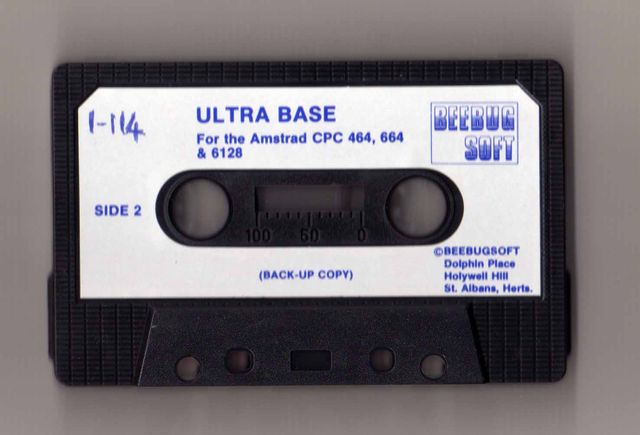 1-114
ULTRA BASE
For the Amstrad CPC 464, 664
& 6128
BEEBUG
SOFT
SIDE 2
100 50 0
(BACK-UP COPY)
©BEEBUGSOFT
Dolphin Place
Holywell Hill
St. Albans, Herts.